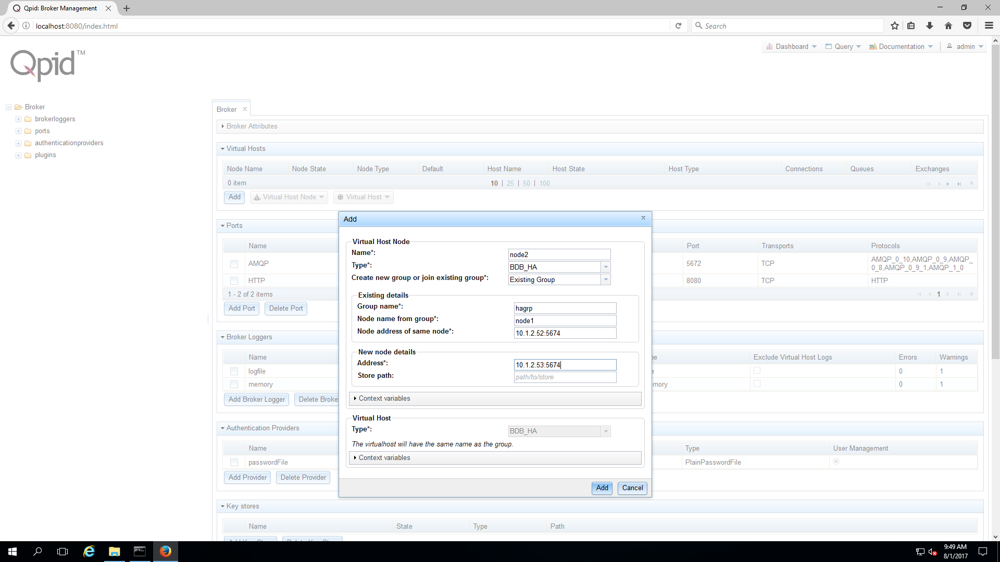 Qpid: Broker Management
localhost:8080/index.html
Search
Qpid™
Dashboard Query Documentation admin
Broker
brokerloggers
ports
authenticationproviders
plugins
Broker
Broker Attributes
Virtual Hosts
Node Name Node State Node Type Default Host Name Host State Host Type Connections Queues Exchanges
0 item 10 | 25 | 50 | 100
Add Virtual Host Node Virtual Host
Ports
Name Port Transports Protocols
AMQP 5672 TCP AMQP_0_10,AMQP_0_9,AMQP_
0_8,AMQP_0_9_1,AMQP_1_0
HTTP 8080 TCP HTTP
1 - 2 of 2 items 1
Add Port Delete Port
Broker Loggers
Name pe Exclude Virtual Host Logs Errors Warnings
logfile e 0 1
memory mory 0 1
Add Broker Logger Delete Broke
Authentication Providers
Name Type User Management
passwordFile PlainPasswordFile
Add Provider Delete Provider
Key stores
Name State Type Path
Add
Virtual Host Node
Name*: node2
Type*: BDB_HA
Create new group or join existing group*: Existing Group
Existing details
Group name*: hagrp
Node name from group*: node1
Node address of same node*: 10.1.2.52:5674
New node details
Address*: 10.1.2.53:5674
Store path: path/to/store
Context variables
Virtual Host
Type*: BDB_HA
The virtualhost will have the same name as the group.
Context variables
Add Cancel
9:49 AM
8/1/2017